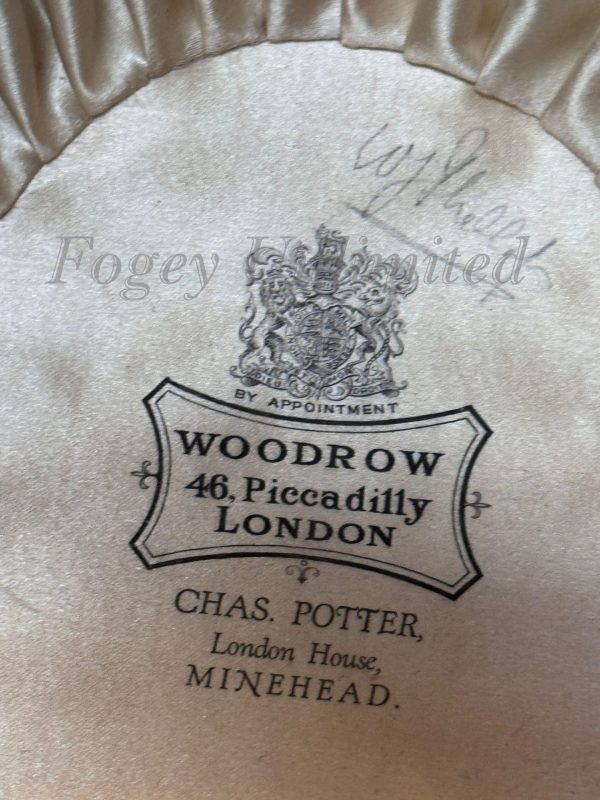 Fogey Unlimited
BY APPOINTMENT
WOODROW
46, Piccadilly
LONDON
CHAS. POTTER,
London House,
MINEHEAD.